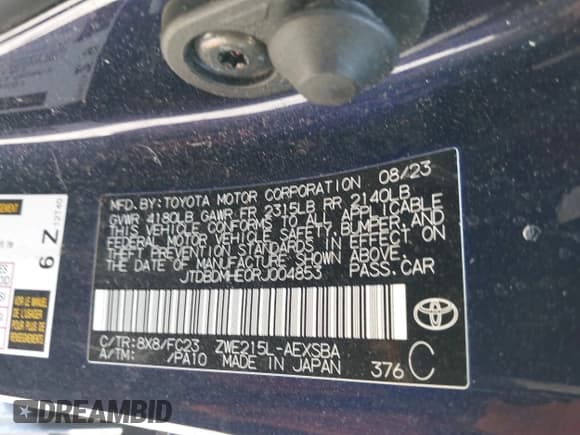 MFD. BY: TOYOTA MOTOR CORPORATION 08/23
GVWR 4180LB GAWR FR 2315LB RR 2140LB
THIS VEHICLE CONFORMS TO ALL APPLICABLE
FEDERAL MOTOR VEHICLE SAFETY, BUMPER, AND
THEFT PREVENTION STANDARDS IN EFFECT ON
THE DATE OF MANUFACTURE SHOWN ABOVE.
JTDBDMHE0RJ004853 PASS. CAR
C/TR: 8X8/FC23 ZWE215L-AEXSBA
A/TM: /PA10 MADE IN JAPAN
376 C
TOYOTA
6 Z
DREAMBID